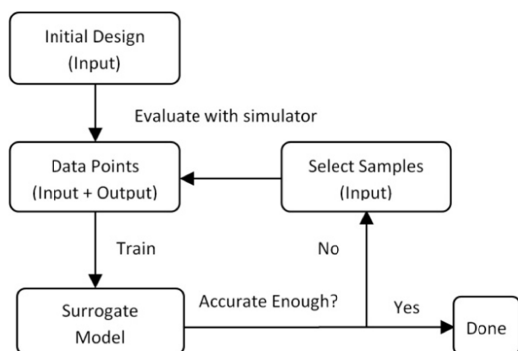 Initial Design
(Input)
Evaluate with simulator
Data Points
(Input + Output)
Select Samples
(Input)
Train
No
Surrogate
Model
Accurate Enough?
Yes
Done